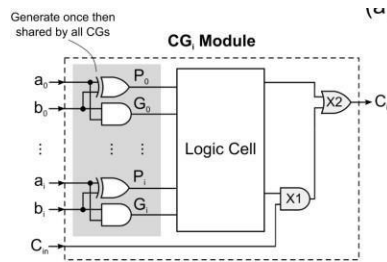 (a
Generate once then
shared by all CGs
CGi Module
a0
P0
b0
G0
X2
C
Logic Cell
ai
Pi
X1
bi
Gi
Cin